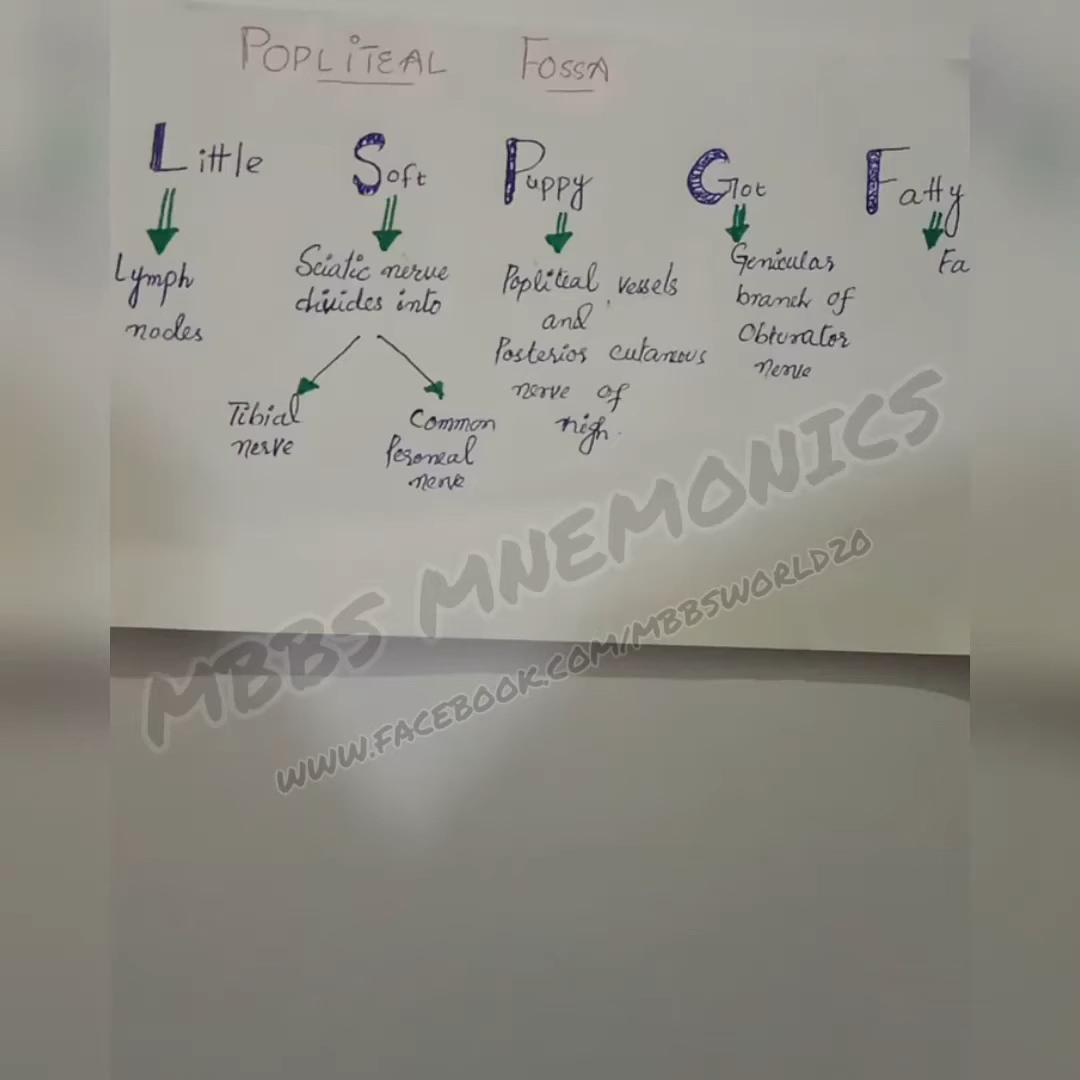 POPLITEAL FOSSA
Little Soft Puppy Got Fatty
Lymph
nodes
Sciatic nerve
divides into
Tibial
nerve
Common
Peroneal
nerve
Popliteal vessels
and
Posterior cutaneous
nerve of
high.
Genicular
branch of
Obturator
nerve
Fa
MBBS MNEMONICS
WWW.FACEBOOK.COM/MBBSWORLD20